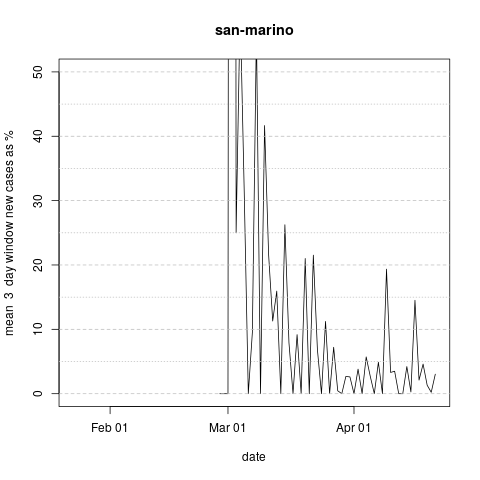 san-marino
mean 3 day window new cases as %
50
40
30
20
10
0
Feb 01
Mar 01
Apr 01
date